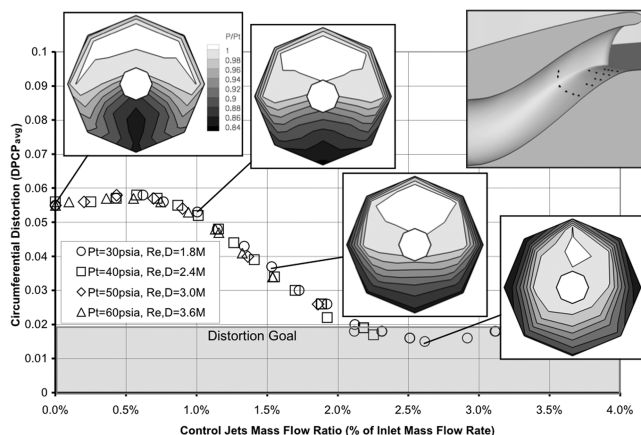 P/Pt
1
0.98
0.96
0.94
0.92
0.9
0.88
0.86
0.84
0.1
0.09
0.08
0.07
0.06
0.05
0.04
0.03
0.02
0.01
0
Circumferential Distortion (DPCPavg)
Pt=30psia, Re,D=1.8M
Pt=40psia, Re,D=2.4M
Pt=50psia, Re,D=3.0M
Pt=60psia, Re,D=3.6M
Distortion Goal
0.0% 0.5% 1.0% 1.5% 2.0% 2.5% 3.0% 3.5% 4.0%
Control Jets Mass Flow Ratio (% of Inlet Mass Flow Rate)